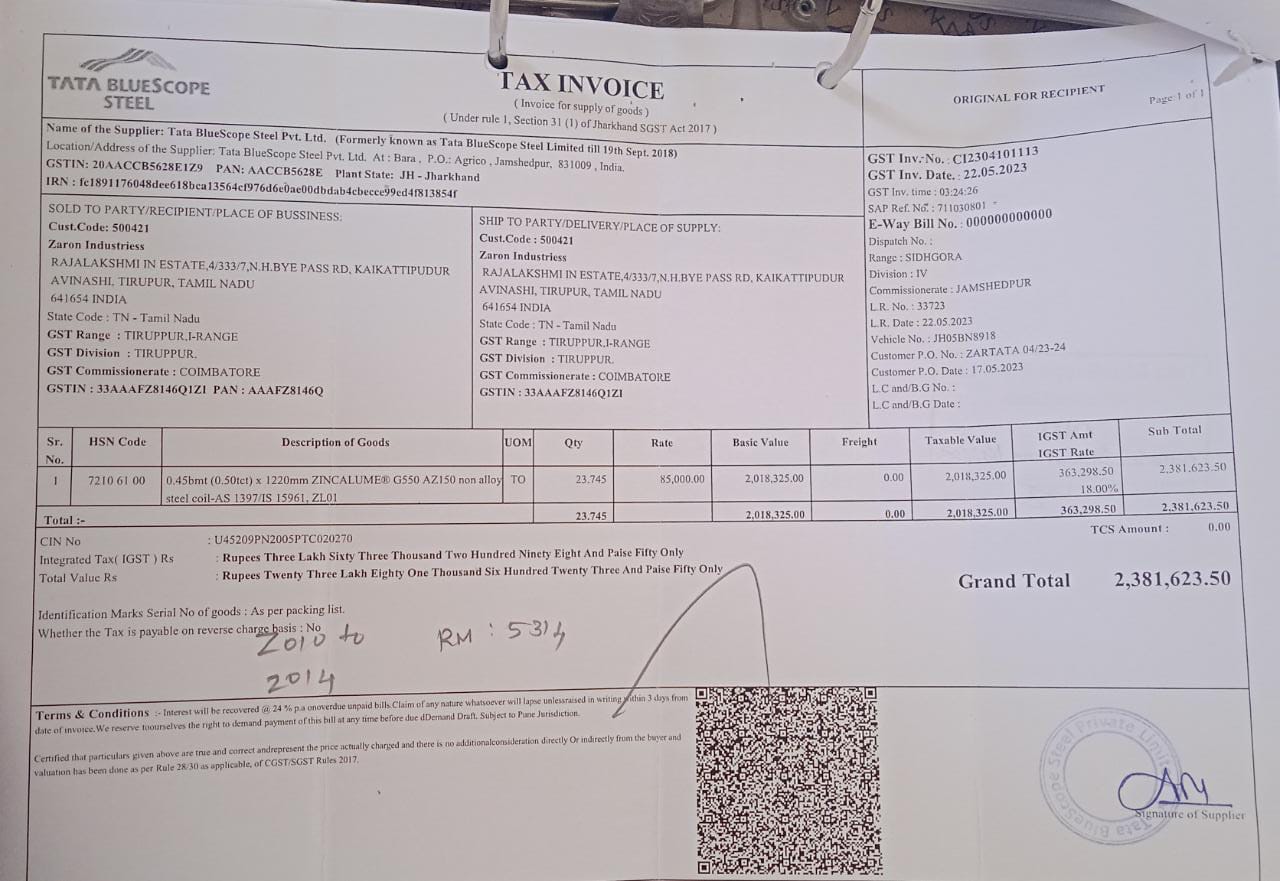 TATA BLUESCOPE
STEEL
TAX INVOICE
( Invoice for supply of goods )
( Under rule 1, Section 31 (1) of Jharkhand SGST Act 2017 )
ORIGINAL FOR RECIPIENT
Page:1 of 1
Name of the Supplier: Tata BlueScope Steel Pvt. Ltd. (Formerly known as Tata BlueScope Steel Limited till 19th Sept. 2018)
Location/Address of the Supplier: Tata BlueScope Steel Pvt. Ltd. At : Bara , P.O.: Agrico , Jamshedpur, 831009 , India.
GSTIN: 20AACCB5628E1Z9 PAN: AACCB5628E Plant State: JH - Jharkhand
IRN :
GST Inv.-No. : CI2304101113
GST Inv. Date. : 22.05.2023
GST Inv. time : 03:24:26
SAP Ref. No. : 711030801
E-Way Bill No. : 000000000000
Dispatch No. :
Range : SIDHGORA
Division : IV
Commissionerate : JAMSHEDPUR
L.R. No. : 33723
L.R. Date : 22.05.2023
Vehicle No. : JH05BN8918
Customer P.O. No. : ZARTATA 04/23-24
Customer P.O. Date : 17.05.2023
L.C and/B.G No. :
L.C and/B.G Date :
SOLD TO PARTY/RECIPIENT/PLACE OF BUSSINESS:
Cust.Code: 500421
Zaron Industriess
RAJALAKSHMI IN ESTATE,4/333/7,N.H.BYE PASS RD, KAIKATTIPUDUR
AVINASHI, TIRUPUR, TAMIL NADU
641654 INDIA
State Code : TN - Tamil Nadu
GST Range : TIRUPPUR,I-RANGE
GST Division : TIRUPPUR.
GST Commissionerate : COIMBATORE
GSTIN : 33AAAFZ8146Q1ZI PAN : AAAFZ8146Q
SHIP TO PARTY/DELIVERY/PLACE OF SUPPLY:
Cust.Code : 500421
Zaron Industriess
RAJALAKSHMI IN ESTATE,4/333/7,N.H.BYE PASS RD, KAIKATTIPUDUR
AVINASHI, TIRUPUR, TAMIL NADU
641654 INDIA
State Code : TN - Tamil Nadu
GST Range : TIRUPPUR,I-RANGE
GST Division : TIRUPPUR.
GST Commissionerate : COIMBATORE
GSTIN : 33AAAFZ8146Q1ZI
Sr. No. HSN Code Description of Goods UOM Qty Rate Basic Value Freight Taxable Value IGST Amt IGST Rate Sub Total
1 7210 61 00 0.45bmt (0.50tct) x 1220mm ZINCALUME® G550 AZ150 non alloy TO 23.745 85,000.00 2,018,325.00 0.00 2,018,325.00 363,298.50 2,381,623.50
steel coil-AS 1397/IS 15961, ZL01 18.00%
Total :- 23.745 2,018,325.00 0.00 2,018,325.00 363,298.50 2,381,623.50
CIN No : U45209PN2005PTC020270
TCS Amount : 0.00
Integrated Tax( IGST ) Rs : Rupees Three Lakh Sixty Three Thousand Two Hundred Ninety Eight And Paise Fifty Only
Total Value Rs : Rupees Twenty Three Lakh Eighty One Thousand Six Hundred Twenty Three And Paise Fifty Only
Grand Total 2,381,623.50
Identification Marks Serial No of goods : As per packing list.
Whether the Tax is payable on reverse charge basis : No
2010 to
2014
RM : 5314
Terms & Conditions :- Interest will be recovered @ 24 % p.a onoverdue unpaid bills.Claim of any nature whatsoever will lapse unlessraised in writing within 3 days from
date of invoice.We reserve toourselves the right to demand payment of this bill at any time before due dDemand Draft. Subject to Pune Jurisdiction.
Certified that particulars given above are true and correct andrepresent the price actually charged and there is no additionalconsideration directly Or indirectly from the buyer and
valuation has been done as per Rule 28/30 as applicable, of CGST/SGST Rules 2017.
Tata BlueScope Steel Private Limit
Signature of Supplier